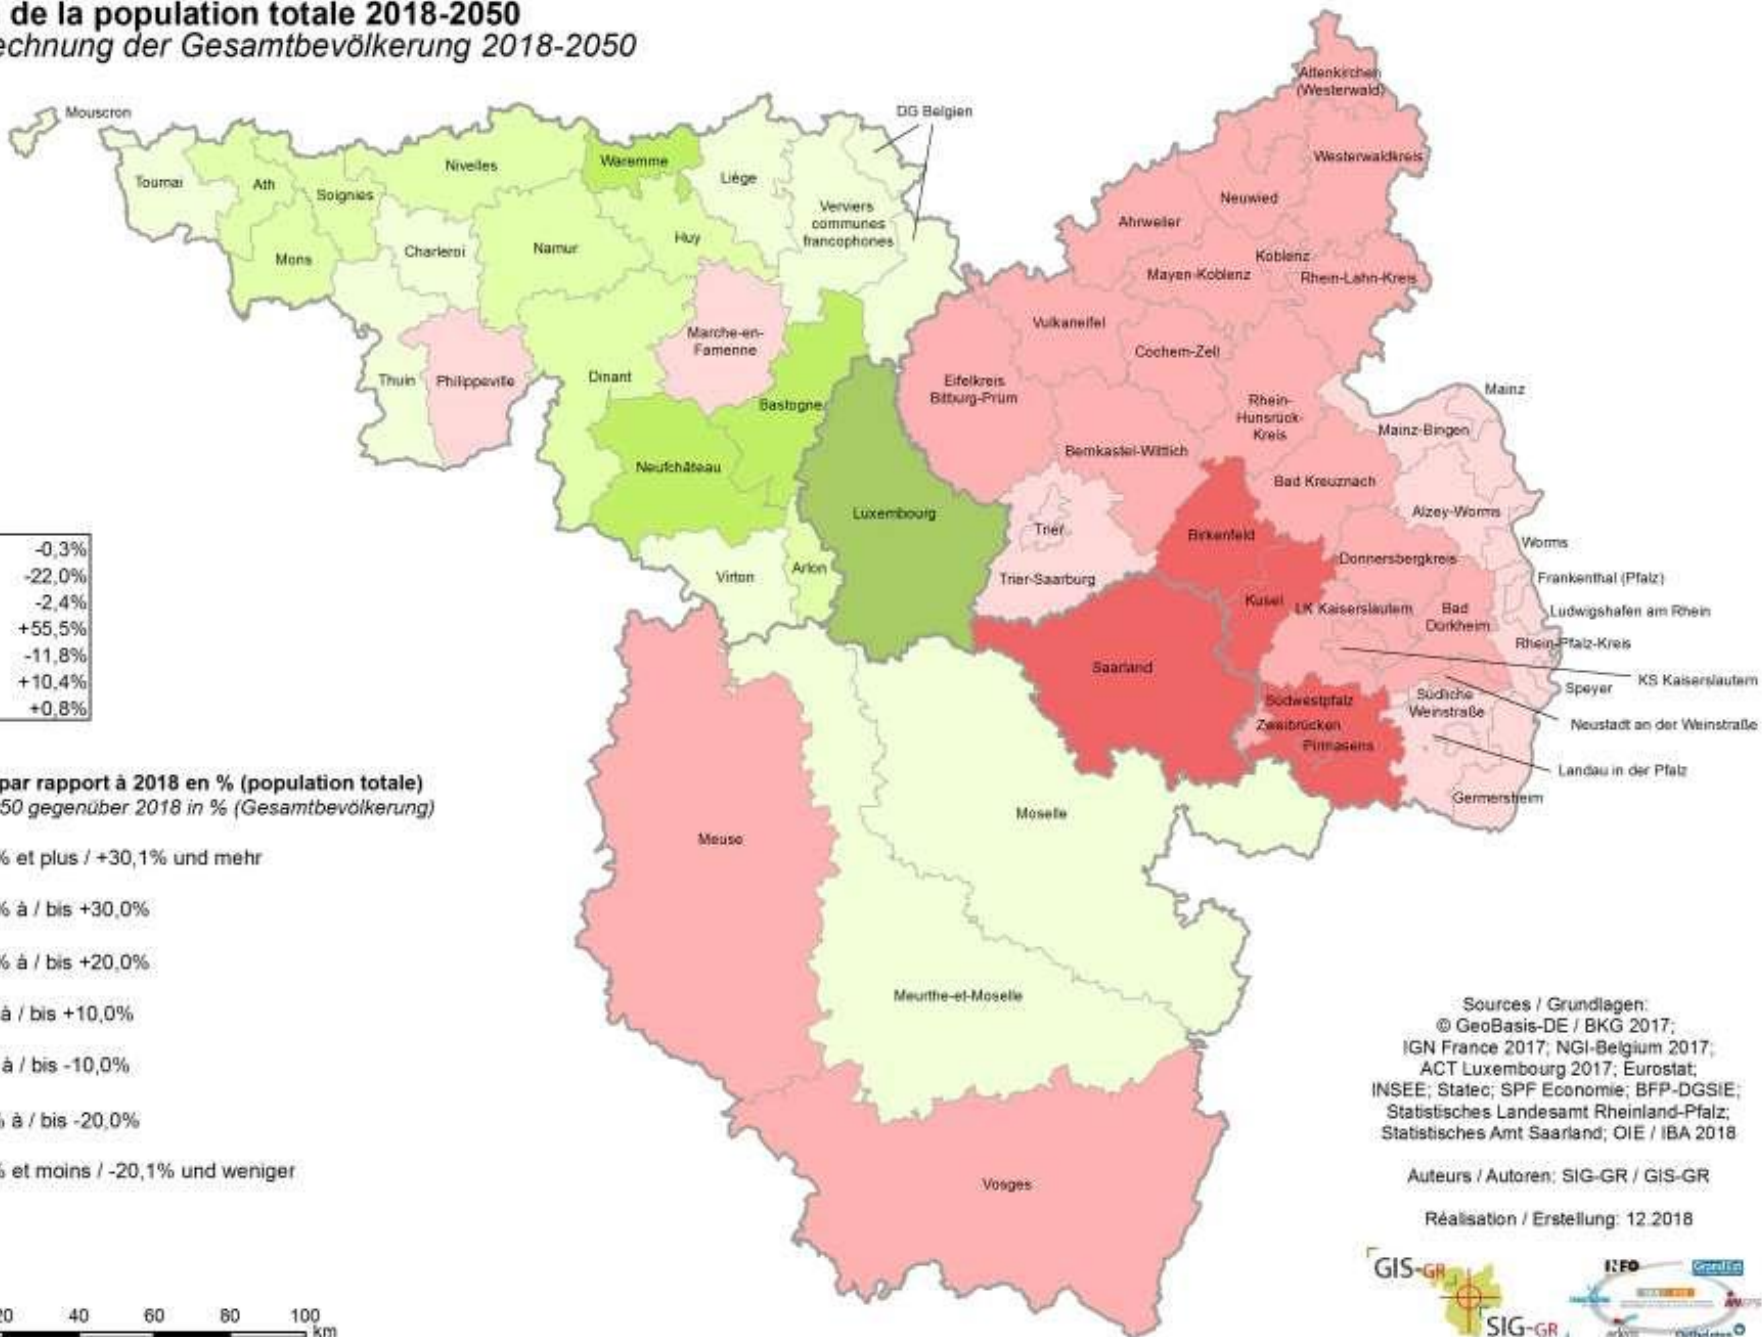 de la population totale 2018-2050
echnung der Gesamtbevölkerung 2018-2050
Mouscron
DG Belgien
Altenkirchen
(Westerwald)
Westerwaldkreis
Neuwied
Ahrweiler
Koblenz
Mayen-Koblenz
Rhein-Lahn-Kreis
Tournai
Ath
Soignies
Nivelles
Waremme
Liège
Verviers
communes
francophones
Mons
Charleroi
Namur
Huy
Marche-en-
Famenne
Thuin
Philippeville
Dinant
Bastogne
Neufchâteau
Virton
Arlon
Luxembourg
Vulkaneifel
Cochem-Zell
Eifelkreis
Bitburg-Prüm
Rhein-
Hunsrück-
Kreis
Bernkastel-Wittlich
Bad Kreuznach
Mainz
Mainz-Bingen
Alzey-Worms
Worms
Trier
Trier-Saarburg
Birkenfeld
Donnersbergkreis
Frankenthal (Pfalz)
Kusel
LK Kaiserslautern
Bad
Dürkheim
Ludwigshafen am Rhein
Rhein-Pfalz-Kreis
KS Kaiserslautern
Speyer
Saarland
Südwestpfalz
Zweibrücken
Pirmasens
Südliche
Weinstraße
Neustadt an der Weinstraße
Landau in der Pfalz
Germersheim
Meuse
Moselle
Meurthe-et-Moselle
Vosges
-0,3%
-22,0%
-2,4%
+55,5%
-11,8%
+10,4%
+0,8%
par rapport à 2018 en % (population totale)
50 gegenüber 2018 in % (Gesamtbevölkerung)
% et plus / +30,1% und mehr
% à / bis +30,0%
% à / bis +20,0%
à / bis +10,0%
à / bis -10,0%
à / bis -20,0%
% et moins / -20,1% und weniger
20 40 60 80 100
km
Sources / Grundlagen:
© GeoBasis-DE / BKG 2017;
IGN France 2017; NGI-Belgium 2017;
ACT Luxembourg 2017; Eurostat;
INSEE; Statec; SPF Economie; BFP-DGSIE;
Statistisches Landesamt Rheinland-Pfalz;
Statistisches Amt Saarland; OIE / IBA 2018
Auteurs / Autoren: SIG-GR / GIS-GR
Réalisation / Erstellung: 12.2018
GIS-GR
SIG-GR
INFO
GrandEst